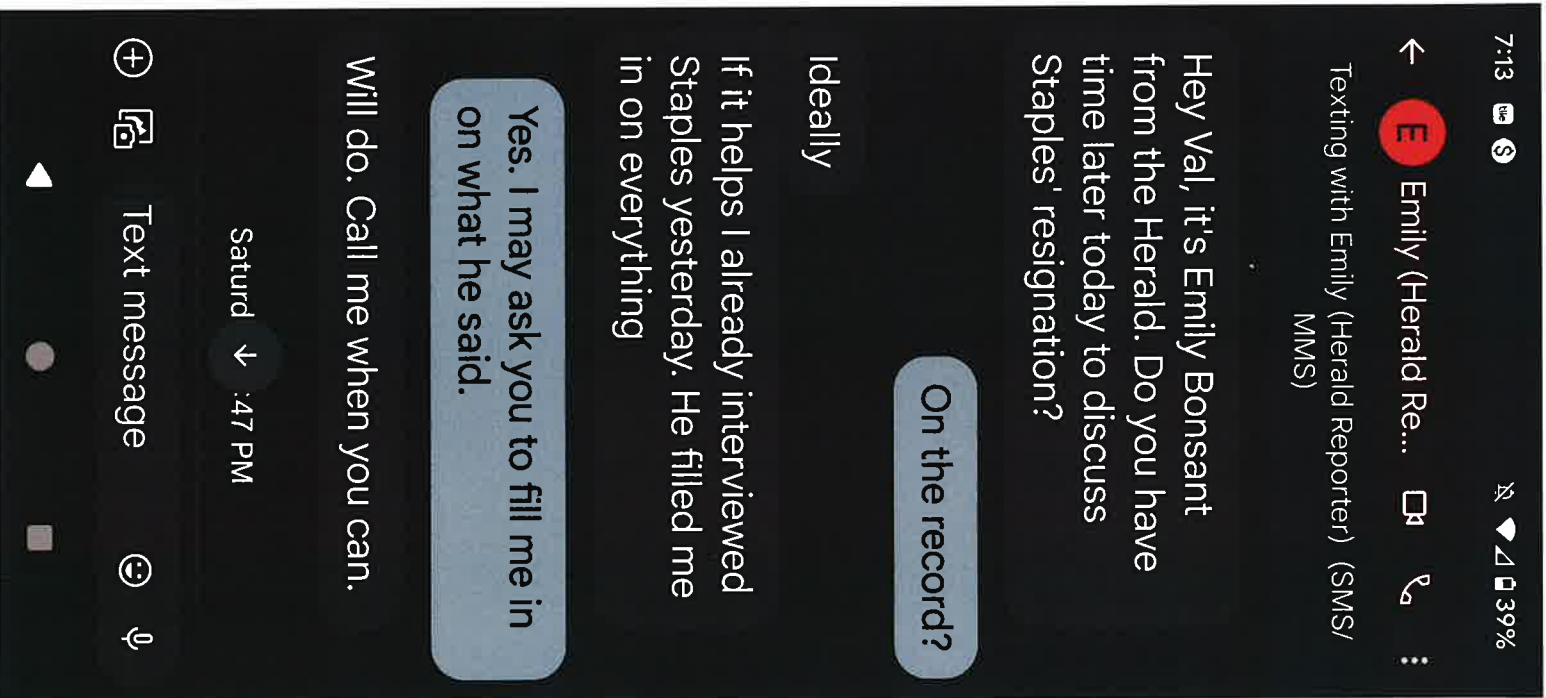 7:13
39%
E Emily (Herald Re...
Texting with Emily (Herald Reporter) (SMS/
MMS)
Hey Val, it's Emily Bonsant
from the Herald. Do you have
time later today to discuss
Staples' resignation?
On the record?
Ideally
If it helps I already interviewed
Staples yesterday. He filled me
in on everything
Yes. I may ask you to fill me in
on what he said.
Will do. Call me when you can.
Saturd :47 PM
Text message